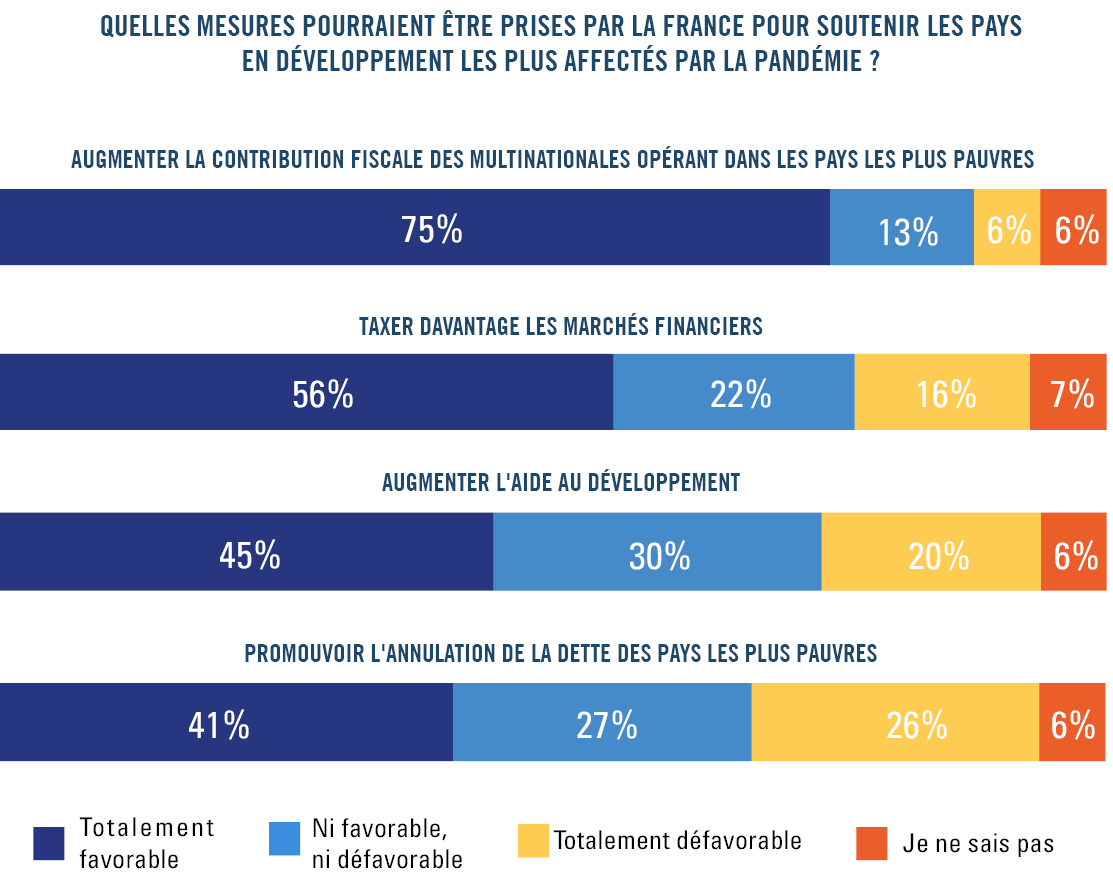 QUELLES MESURES POURRAIENT ÊTRE PRISES PAR LA FRANCE POUR SOUTENIR LES PAYS
EN DÉVELOPPEMENT LES PLUS AFFECTÉS PAR LA PANDÉMIE ?
AUGMENTER LA CONTRIBUTION FISCALE DES MULTINATIONALES OPÉRANT DANS LES PAYS LES PLUS PAUVRES
75% 13% 6% 6%
TAXER DAVANTAGE LES MARCHÉS FINANCIERS
56% 22% 16% 7%
AUGMENTER L'AIDE AU DÉVELOPPEMENT
45% 30% 20% 6%
PROMOUVOIR L'ANNULATION DE LA DETTE DES PAYS LES PLUS PAUVRES
41% 27% 26% 6%
Totalement
favorable
Ni favorable,
ni défavorable
Totalement défavorable
Je ne sais pas